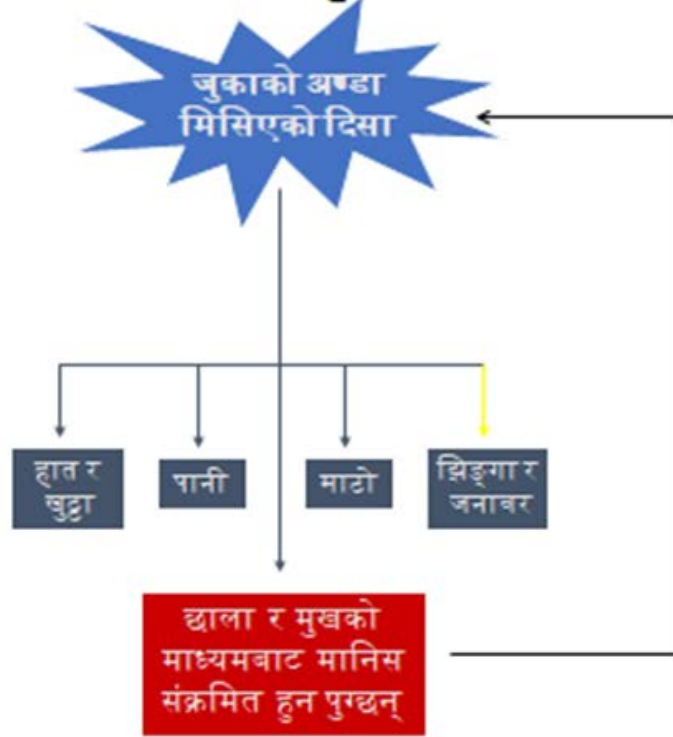 जुकाको अण्डा
मिसिएको दिसा
हात र
खुट्टा
पानी
माटो
झिङ्गा र
जनावर
छाला र मुखको
माध्यमबाट मानिस
संक्रमित हुन पुग्छन्